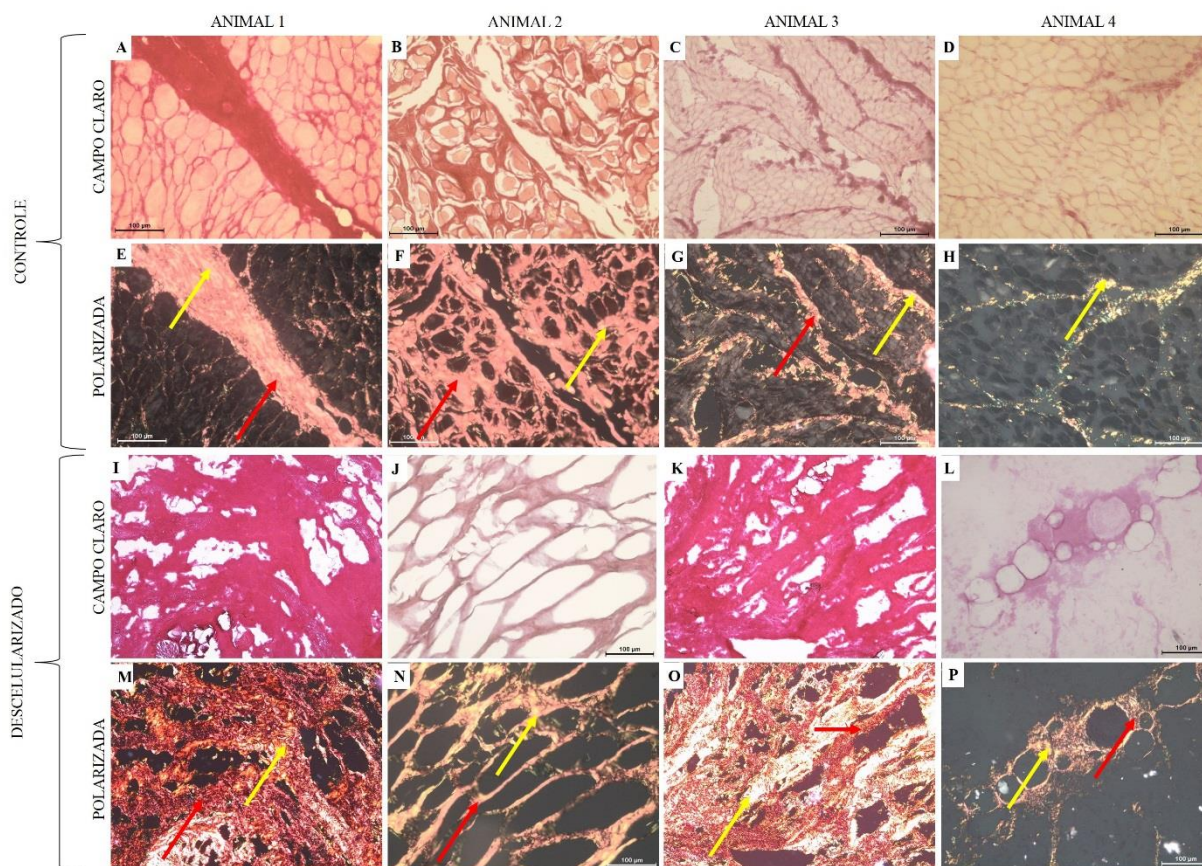 ANIMAL 1 ANIMAL 2 ANIMAL 3 ANIMAL 4
CONTROLE
CAMPO CLARO
A B C D
100 µm 100 µm 100 µm 100 µm
POLARIZADA
E F G H
100 µm 100 µm 100 µm 100 µm
DESCELULARIZADO
CAMPO CLARO
I J K L
100 µm 100 µm
POLARIZADA
M N O P
100 µm 100 µm